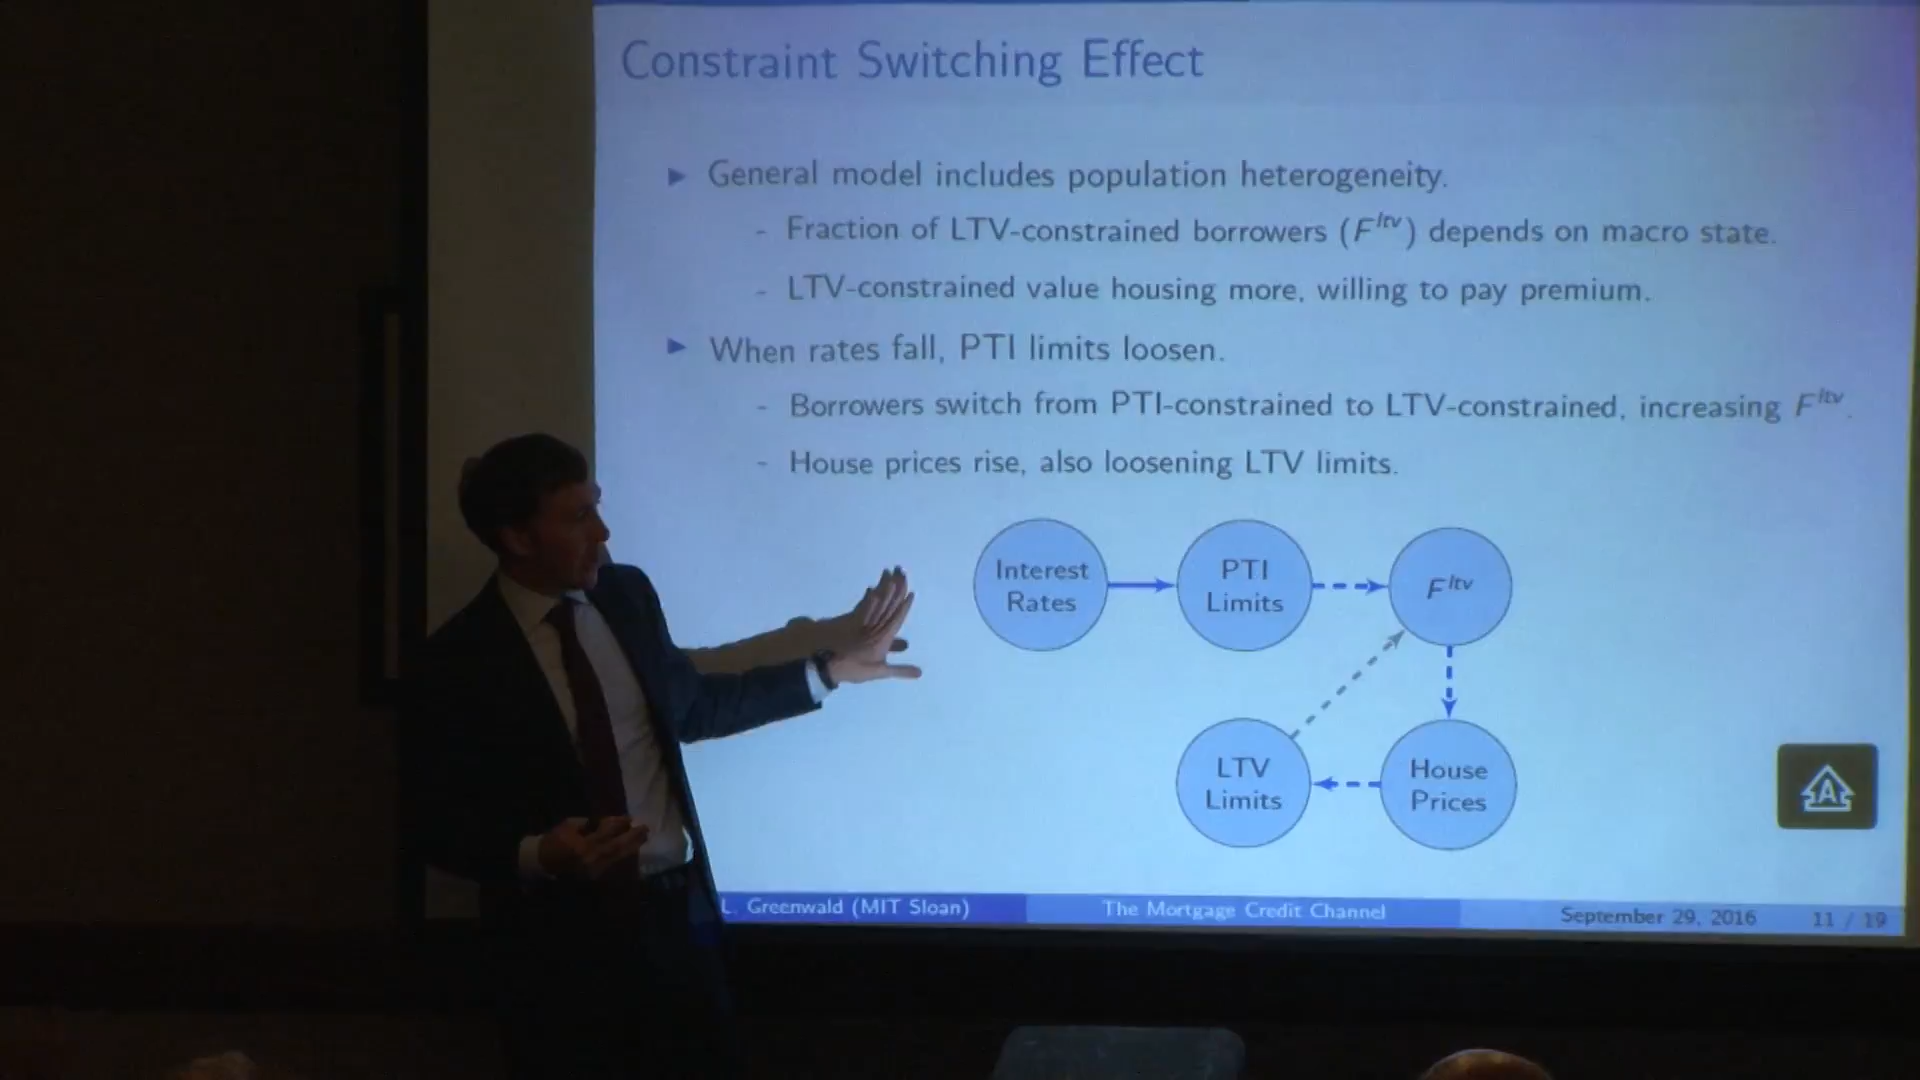 Constraint Switching Effect
► General model includes population heterogeneity.
- Fraction of LTV-constrained borrowers (F^ltv) depends on macro state.
- LTV-constrained value housing more, willing to pay premium.
► When rates fall, PTI limits loosen.
- Borrowers switch from PTI-constrained to LTV-constrained, increasing F^ltv.
- House prices rise, also loosening LTV limits.
Interest
Rates
PTI
Limits
F^ltv
LTV
Limits
House
Prices
A
L. Greenwald (MIT Sloan)
The Mortgage Credit Channel
September 29, 2016
11 / 19